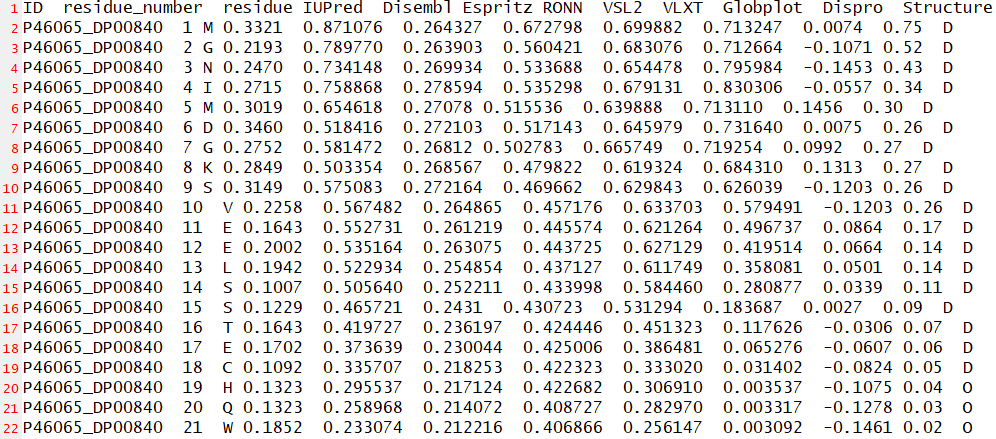 1 ID residue_number residue IUPred Disembl Espritz RONN VSL2 VLXT Globplot Dispro Structure
2 P46065_DP00840 1 M 0.3321 0.871076 0.264327 0.672798 0.699882 0.713247 0.0074 0.75 D
3 P46065_DP00840 2 G 0.2193 0.789770 0.263903 0.560421 0.683076 0.712664 -0.1071 0.52 D
4 P46065_DP00840 3 N 0.2470 0.734148 0.269934 0.533688 0.654478 0.795984 -0.1453 0.43 D
5 P46065_DP00840 4 I 0.2715 0.758868 0.278594 0.535298 0.679131 0.830306 -0.0557 0.34 D
6 P46065_DP00840 5 M 0.3019 0.654618 0.27078 0.515536 0.639888 0.713110 0.1456 0.30 D
7 P46065_DP00840 6 D 0.3460 0.518416 0.272103 0.517143 0.645979 0.731640 0.0075 0.26 D
8 P46065_DP00840 7 G 0.2752 0.581472 0.26812 0.502783 0.665749 0.719254 0.0992 0.27 D
9 P46065_DP00840 8 K 0.2849 0.503354 0.268567 0.479822 0.619324 0.684310 0.1313 0.27 D
10 P46065_DP00840 9 S 0.3149 0.575083 0.272164 0.469662 0.629843 0.626039 -0.1203 0.26 D
11 P46065_DP00840 10 V 0.2258 0.567482 0.264865 0.457176 0.633703 0.579491 -0.1203 0.26 D
12 P46065_DP00840 11 E 0.1643 0.552731 0.261219 0.445574 0.621264 0.496737 0.0864 0.17 D
13 P46065_DP00840 12 E 0.2002 0.535164 0.263075 0.443725 0.627129 0.419514 0.0664 0.14 D
14 P46065_DP00840 13 L 0.1942 0.522934 0.254854 0.437127 0.611749 0.358081 0.0501 0.14 D
15 P46065_DP00840 14 S 0.1007 0.505640 0.252211 0.433998 0.584460 0.280877 0.0339 0.11 D
16 P46065_DP00840 15 S 0.1229 0.465721 0.2431 0.430723 0.531294 0.183687 0.0027 0.09 D
17 P46065_DP00840 16 T 0.1643 0.419727 0.236197 0.424446 0.451323 0.117626 -0.0306 0.07 D
18 P46065_DP00840 17 E 0.1702 0.373639 0.230044 0.425006 0.386481 0.065276 -0.0607 0.06 D
19 P46065_DP00840 18 C 0.1092 0.335707 0.218253 0.422323 0.333020 0.031402 -0.0824 0.05 D
20 P46065_DP00840 19 H 0.1323 0.295537 0.217124 0.422682 0.306910 0.003537 -0.1075 0.04 O
21 P46065_DP00840 20 Q 0.1323 0.258968 0.214072 0.408727 0.282970 0.003317 -0.1278 0.03 O
22 P46065_DP00840 21 W 0.1852 0.233074 0.212216 0.406866 0.256147 0.003092 -0.1461 0.02 O